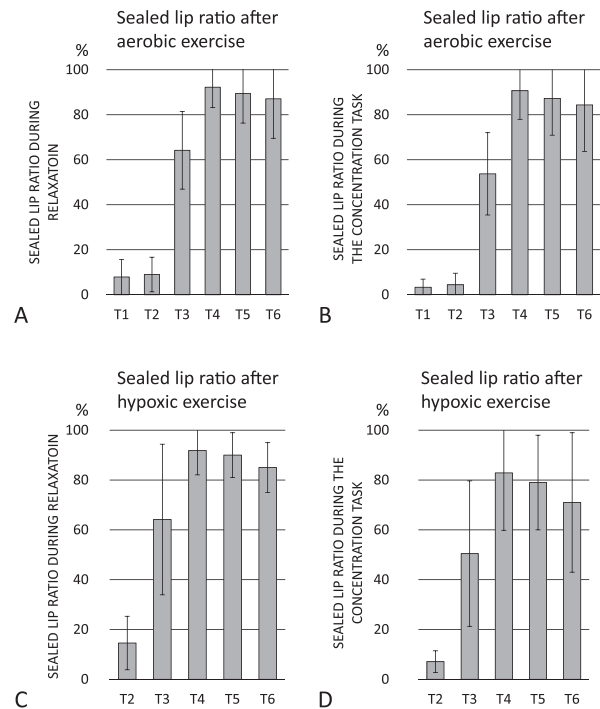 Sealed lip ratio after
aerobic exercise
%
100
80
60
40
20
0
SEALED LIP RATIO DURING
RELAXATOIN
T1 T2 T3 T4 T5 T6
A
Sealed lip ratio after
aerobic exercise
%
100
80
60
40
20
0
SEALED LIP RATIO DURING
THE CONCENTRATION TASK
T1 T2 T3 T4 T5 T6
B
Sealed lip ratio after
hypoxic exercise
%
100
80
60
40
20
0
SEALED LIP RATIO DURING RELAXATOIN
T2 T3 T4 T5 T6
C
Sealed lip ratio after
hypoxic exercise
%
100
80
60
40
20
0
SEALED LIP RATIO DURING THE
CONCENTRATION TASK
T2 T3 T4 T5 T6
D